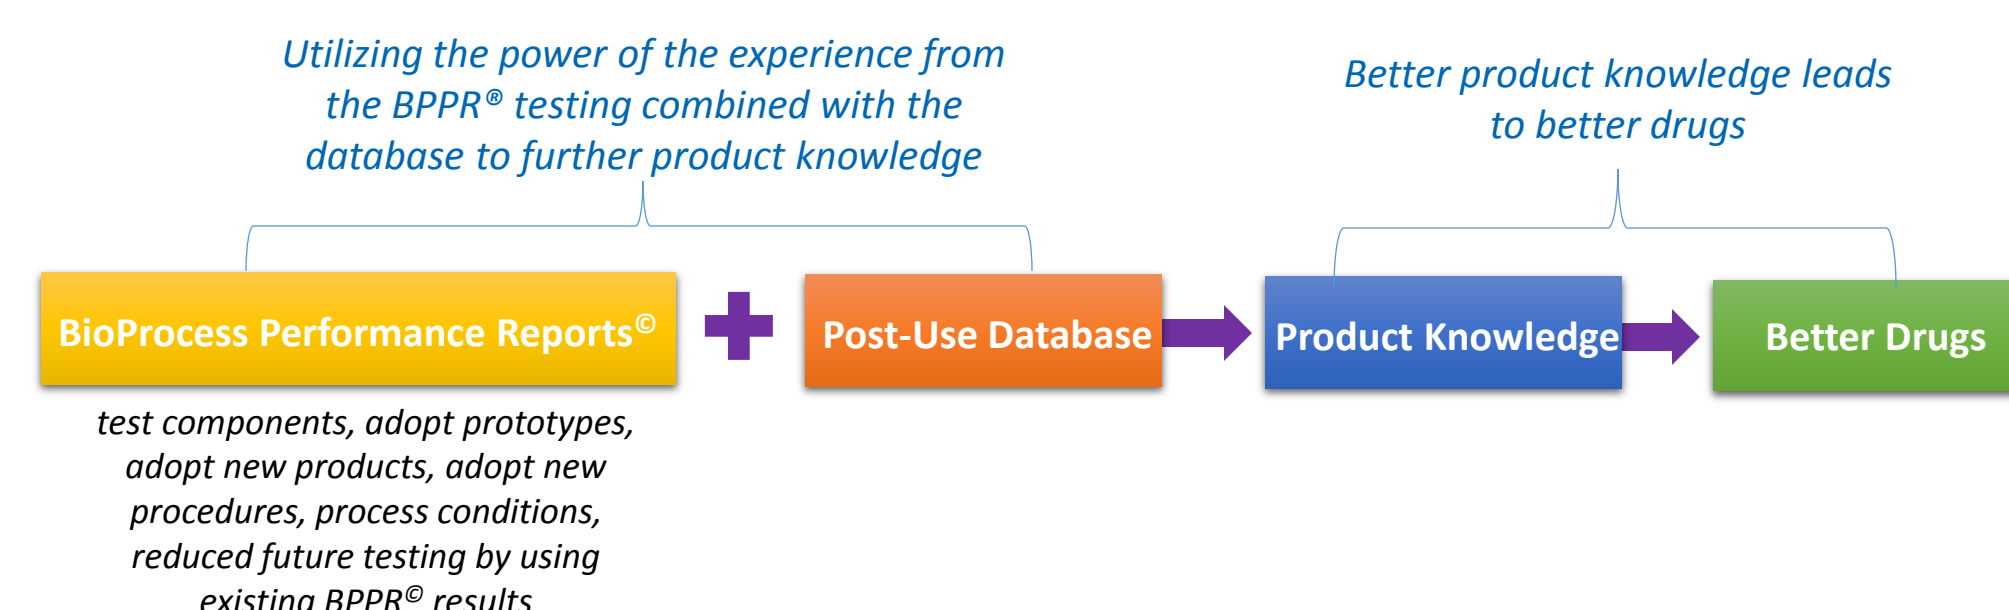 Utilizing the power of the experience from
the BPPR® testing combined with the
database to further product knowledge
Better product knowledge leads
to better drugs
BioProcess Performance Reports©
Post-Use Database
Product Knowledge
Better Drugs
test components, adopt prototypes,
adopt new products, adopt new
procedures, process conditions,
reduced future testing by using
existing BPPR© results